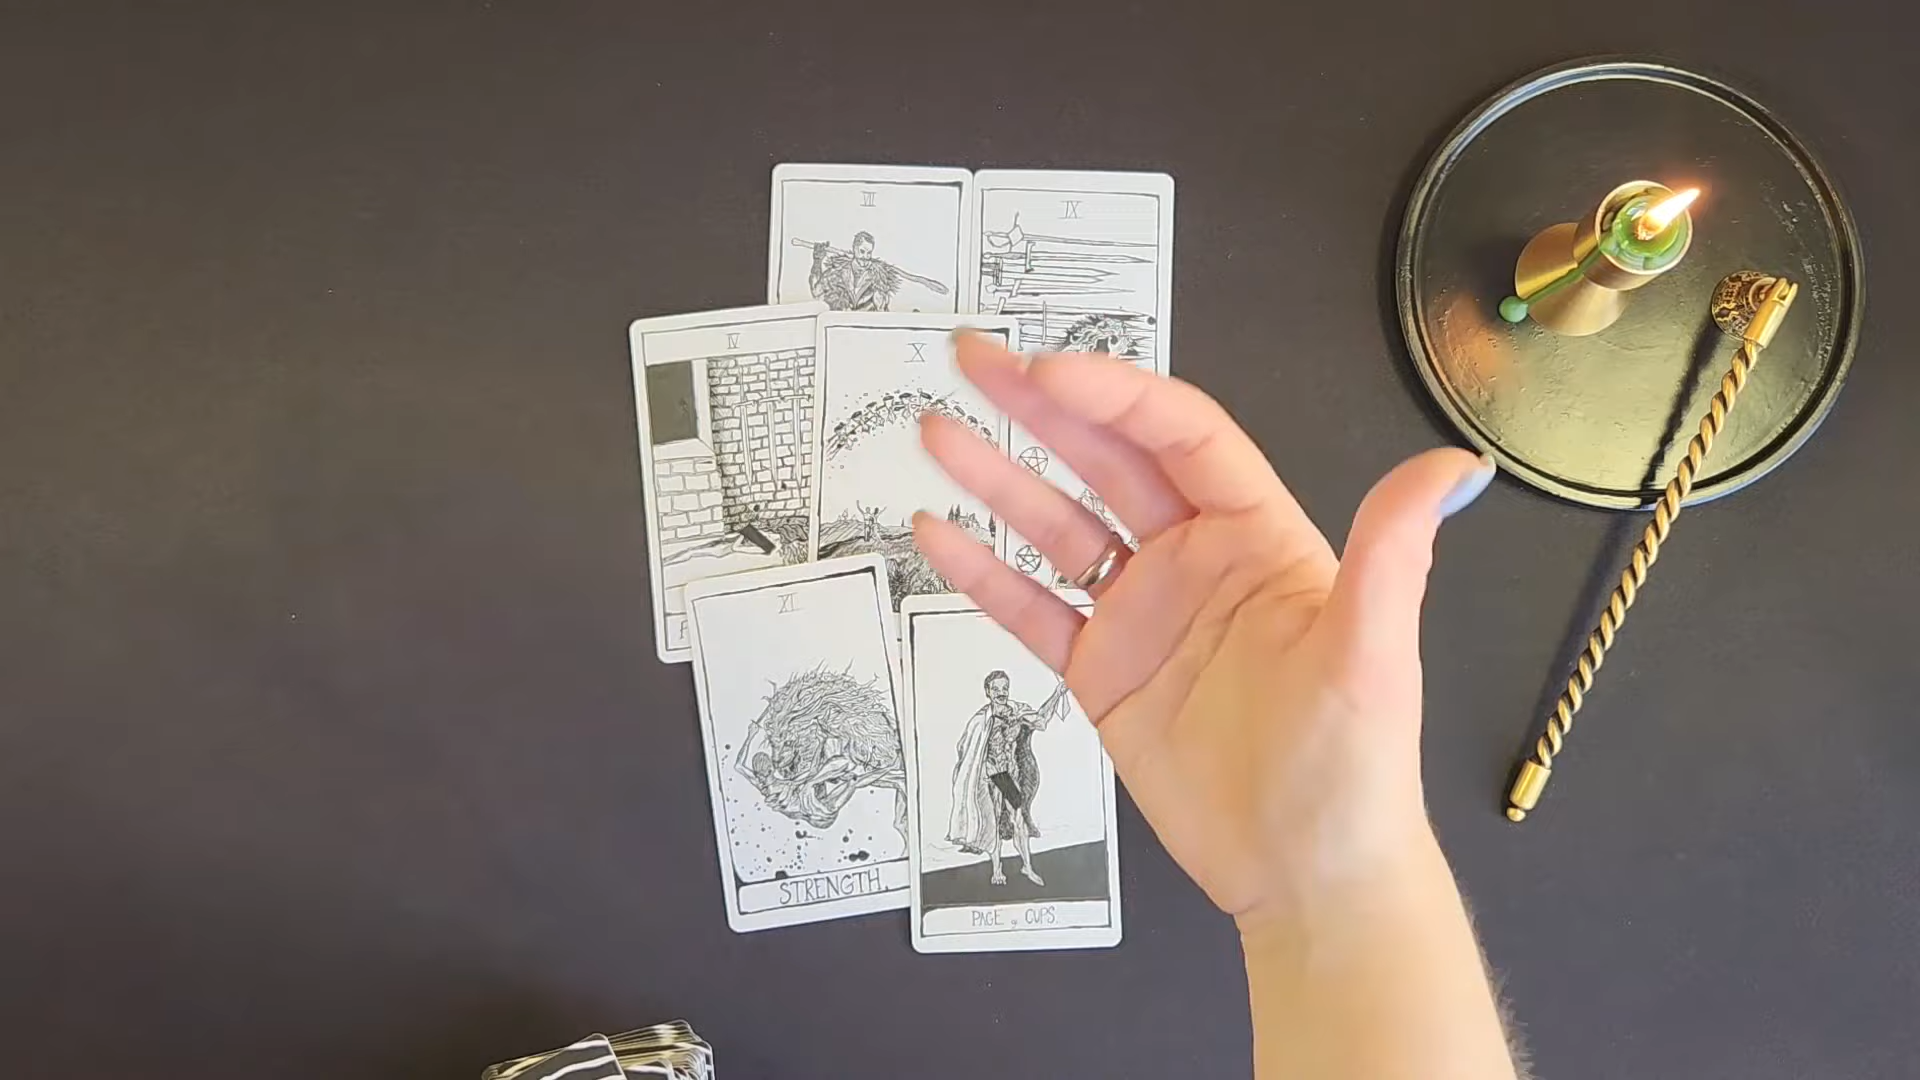 VII
IX
IV
X
XI
STRENGTH.
PAGE of CUPS.